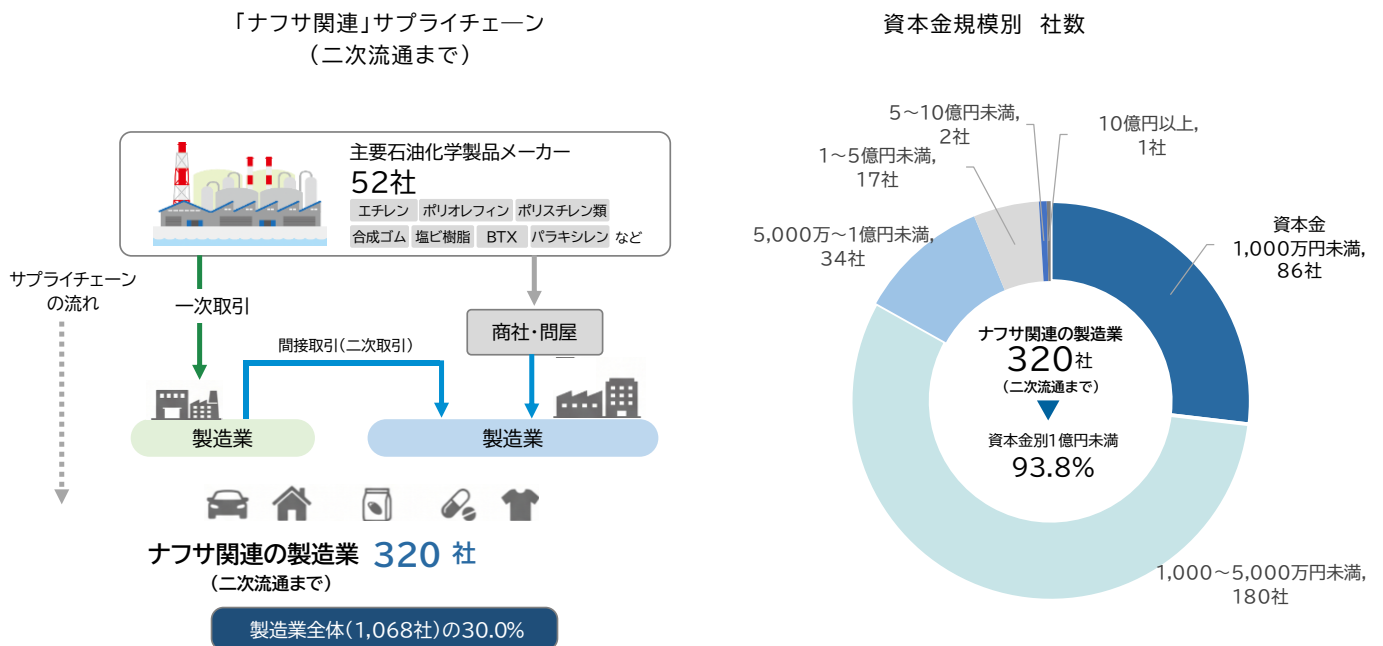 「ナフサ関連」サプライチェーン
（二次流通まで）
主要石油化学製品メーカー
52社
エチレン ポリオレフィン ポリスチレン類
合成ゴム 塩ビ樹脂 BTX パラキシレン など
サプライチェーン
の流れ
一次取引
商社・問屋
間接取引（二次取引）
製造業
製造業
ナフサ関連の製造業 320 社
（二次流通まで）
製造業全体（1,068社）の30.0%
資本金規模別 社数
5～10億円未満,
2社
10億円以上,
1社
1～5億円未満,
17社
5,000万～1億円未満,
34社
資本金
1,000万円未満,
86社
ナフサ関連の製造業
320社
（二次流通まで）
資本金別1億円未満
93.8%
1,000～5,000万円未満,
180社